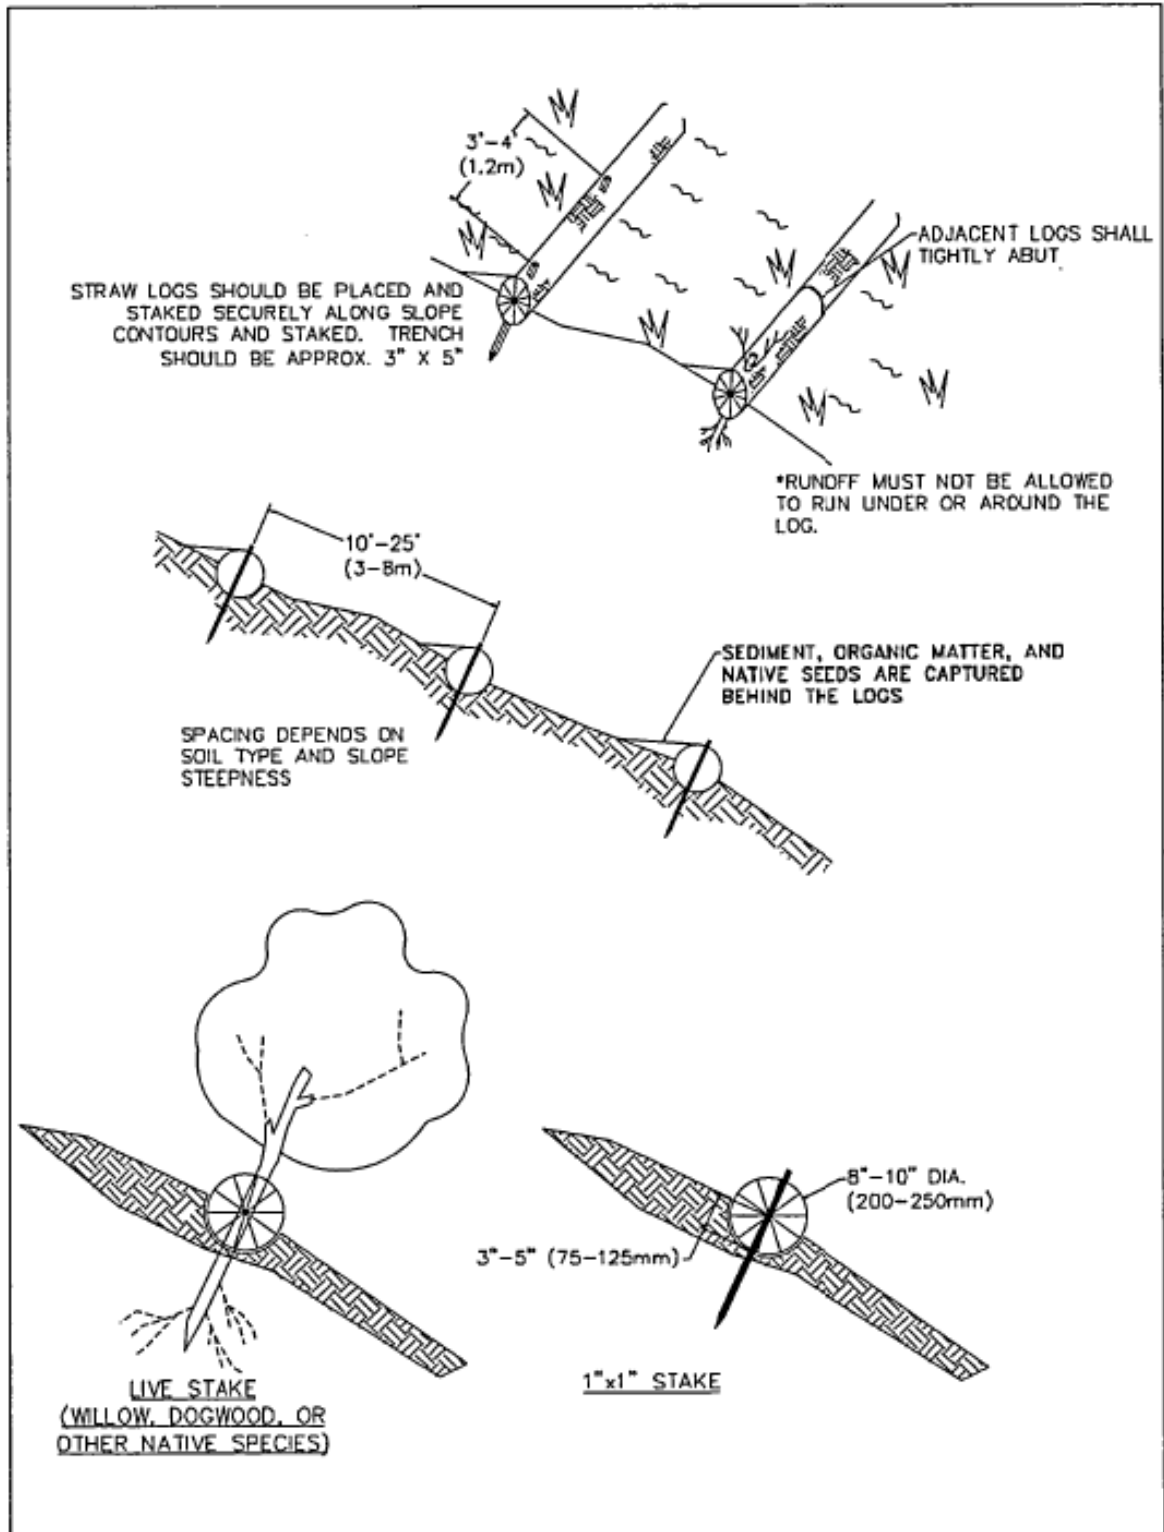 3'-4'
(1.2m)
ADJACENT LOGS SHALL
TIGHTLY ABUT
STRAW LOGS SHOULD BE PLACED AND
STAKED SECURELY ALONG SLOPE
CONTOURS AND STAKED. TRENCH
SHOULD BE APPROX. 3" X 5"
*RUNOFF MUST NOT BE ALLOWED
TO RUN UNDER OR AROUND THE
LOG.
10'-25'
(3-8m)
SEDIMENT, ORGANIC MATTER, AND
NATIVE SEEDS ARE CAPTURED
BEHIND THE LOGS
SPACING DEPENDS ON
SOIL TYPE AND SLOPE
STEEPNESS
8"-10" DIA.
(200-250mm)
3"-5" (75-125mm)
LIVE STAKE
(WILLOW, DOGWOOD, OR
OTHER NATIVE SPECIES)
1"x1" STAKE